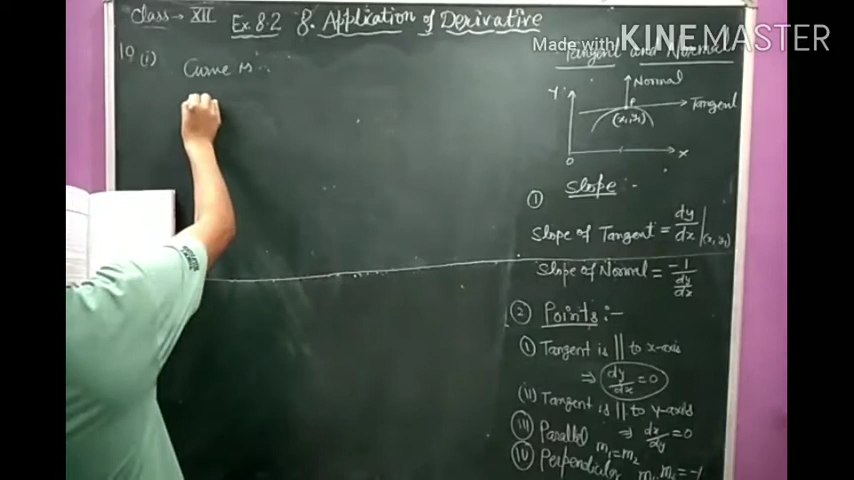 Class → XII Ex 8.2 8. Application of Derivative
Made with KINEMASTER
Tangent and Normal
19 (i) Curve is
Normal
Y
P
Tangent
(x₁, y₁)
O
X
① Slope :-
Slope of Tangent = dy/dx|(x₁, y₁)
Slope of Normal = -1/(dy/dx)
② Points :-
(i) Tangent is || to x-axis
⇒ dy/dx = 0
(ii) Tangent is || to y-axis
⇒ dx/dy = 0
(iii) Parallel
m₁ = m₂
(iv) Perpendicular m₁ m₂ = -1